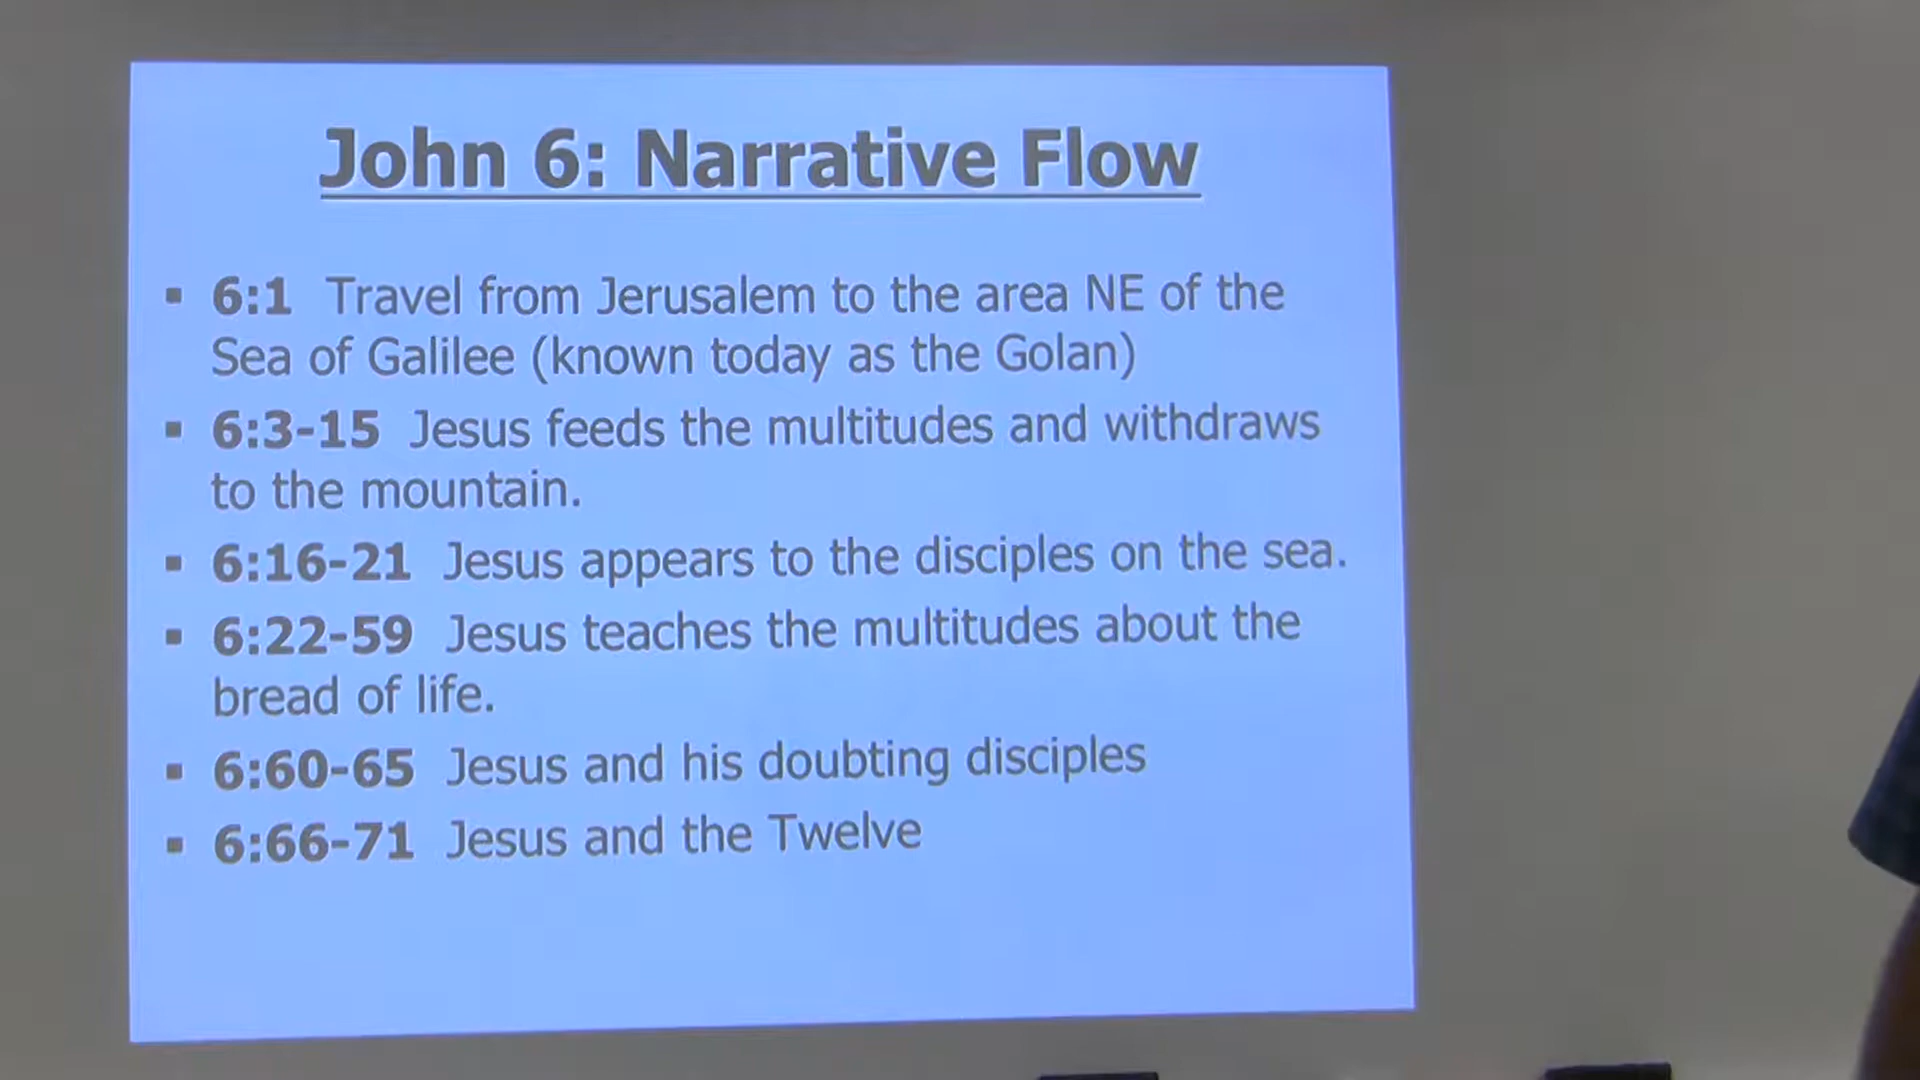 John 6: Narrative Flow
▪ 6:1 Travel from Jerusalem to the area NE of the
Sea of Galilee (known today as the Golan)
▪ 6:3-15 Jesus feeds the multitudes and withdraws
to the mountain.
▪ 6:16-21 Jesus appears to the disciples on the sea.
▪ 6:22-59 Jesus teaches the multitudes about the
bread of life.
▪ 6:60-65 Jesus and his doubting disciples
▪ 6:66-71 Jesus and the Twelve